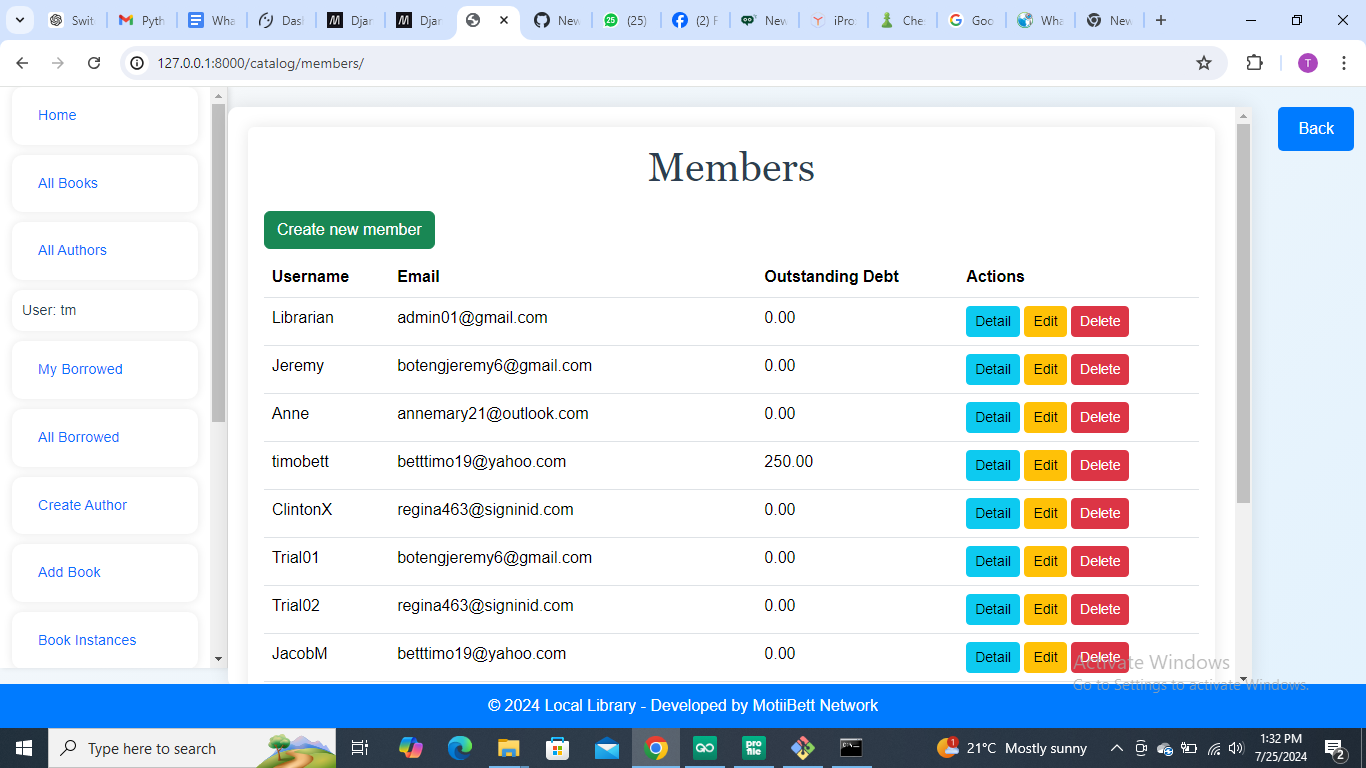 Swit
Pyth
Wha
Dasl
Djar
Djar
New
(25)
(2) F
New
iPro
Che
Goo
Wha
New
127.0.0.1:8000/catalog/members/
T
Home
All Books
All Authors
User: tm
My Borrowed
All Borrowed
Create Author
Add Book
Book Instances
Back
Members
Create new member
Username Email Outstanding Debt Actions
Librarian admin01@gmail.com 0.00 Detail Edit Delete
Jeremy botengjeremy6@gmail.com 0.00 Detail Edit Delete
Anne annemary21@outlook.com 0.00 Detail Edit Delete
timobett betttimo19@yahoo.com 250.00 Detail Edit Delete
ClintonX regina463@signinid.com 0.00 Detail Edit Delete
Trial01 botengjeremy6@gmail.com 0.00 Detail Edit Delete
Trial02 regina463@signinid.com 0.00 Detail Edit Delete
JacobM betttimo19@yahoo.com 0.00 Detail Edit Delete
Activate Windows
Go to Settings to activate Windows.
© 2024 Local Library - Developed by MotiiBett Network
Type here to search
pro
file
1
21°C Mostly sunny
1:32 PM
7/25/2024
2